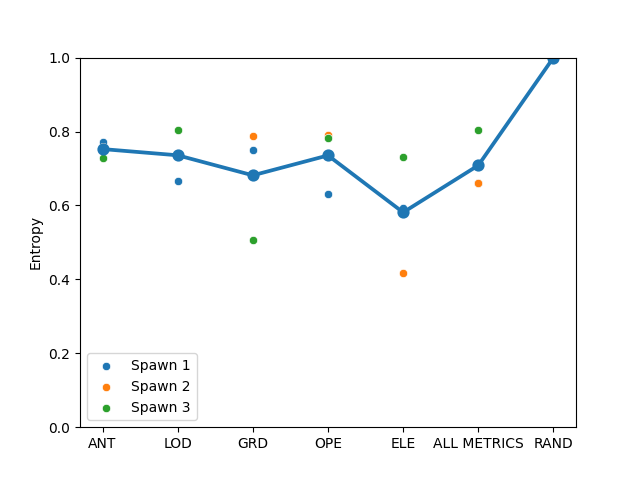 1.0
0.8
0.6
0.4
0.2
0.0
Entropy
Spawn 1
Spawn 2
Spawn 3
ANT LOD GRD OPE ELE ALL METRICS RAND